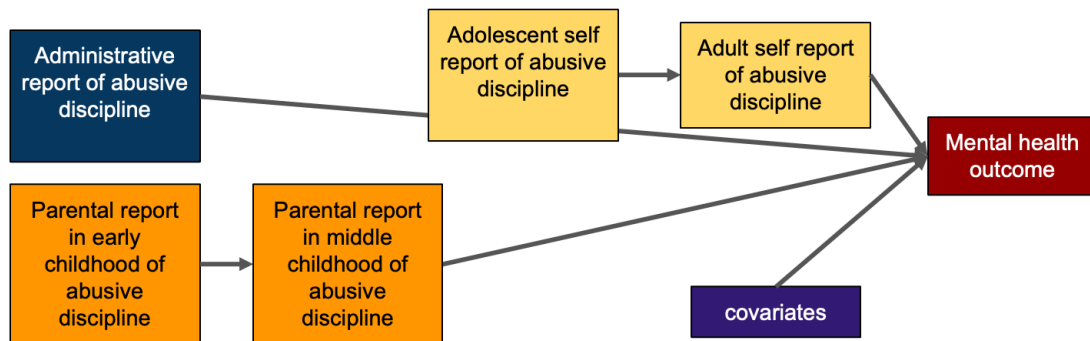 Administrative
report of abusive
discipline
Adolescent self
report of abusive
discipline
Adult self report
of abusive
discipline
Mental health
outcome
Parental report
in early
childhood of
abusive
discipline
Parental report
in middle
childhood of
abusive
discipline
covariates